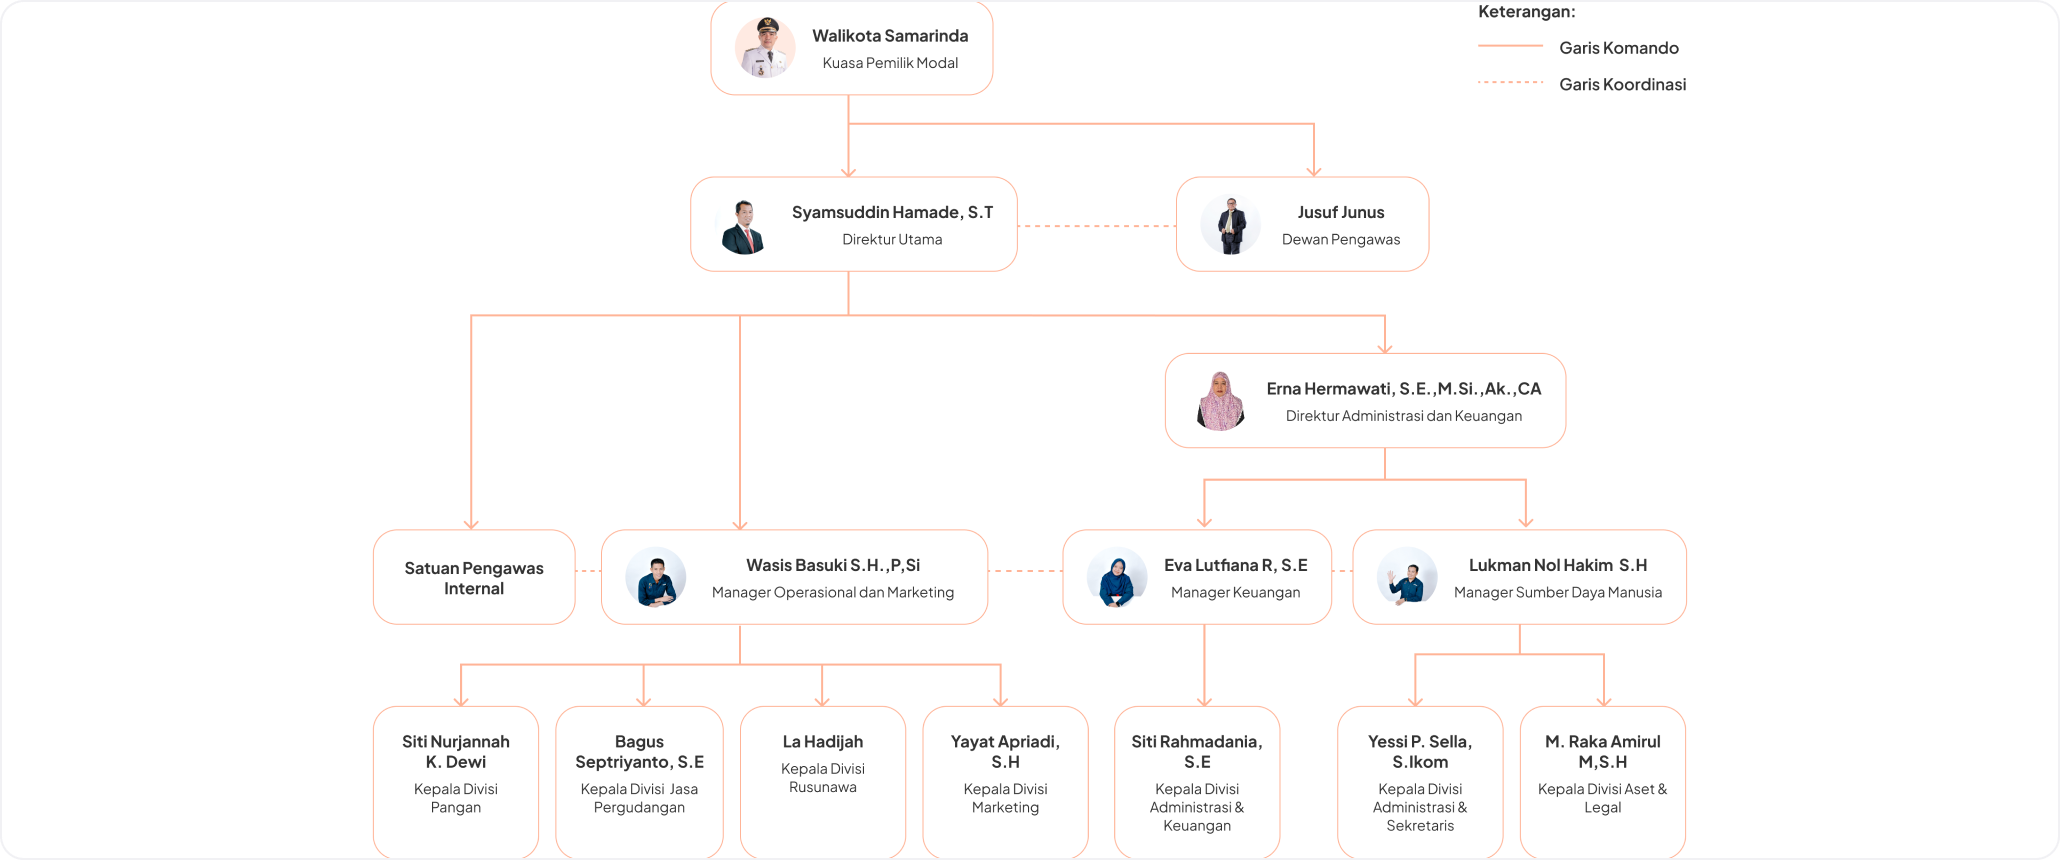 Walikota Samarinda
Kuasa Pemilik Modal
Keterangan:
Garis Komando
Garis Koordinasi
Syamsuddin Hamade, S.T
Direktur Utama
Jusuf Junus
Dewan Pengawas
Erna Hermawati, S.E.,M.Si.,Ak.,CA
Direktur Administrasi dan Keuangan
Satuan Pengawas
Internal
Wasis Basuki S.H.,P,Si
Manager Operasional dan Marketing
Eva Lutfiana R, S.E
Manager Keuangan
Lukman Nol Hakim S.H
Manager Sumber Daya Manusia
Siti Nurjannah
K. Dewi
Kepala Divisi
Pangan
Bagus
Septriyanto, S.E
Kepala Divisi Jasa
Pergudangan
La Hadijah
Kepala Divisi
Rusunawa
Yayat Apriadi,
S.H
Kepala Divisi
Marketing
Siti Rahmadania,
S.E
Kepala Divisi
Administrasi &
Keuangan
Yessi P. Sella,
S.Ikom
Kepala Divisi
Administrasi &
Sekretaris
M. Raka Amirul
M,S.H
Kepala Divisi Aset &
Legal